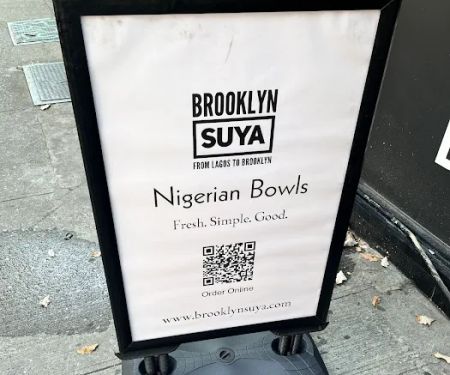 BROOKLYN
SUYA
FROM LAGOS TO BROOKLYN
Nigerian Bowls
Fresh. Simple. Good.
Order Online
www.brooklynsuya.com